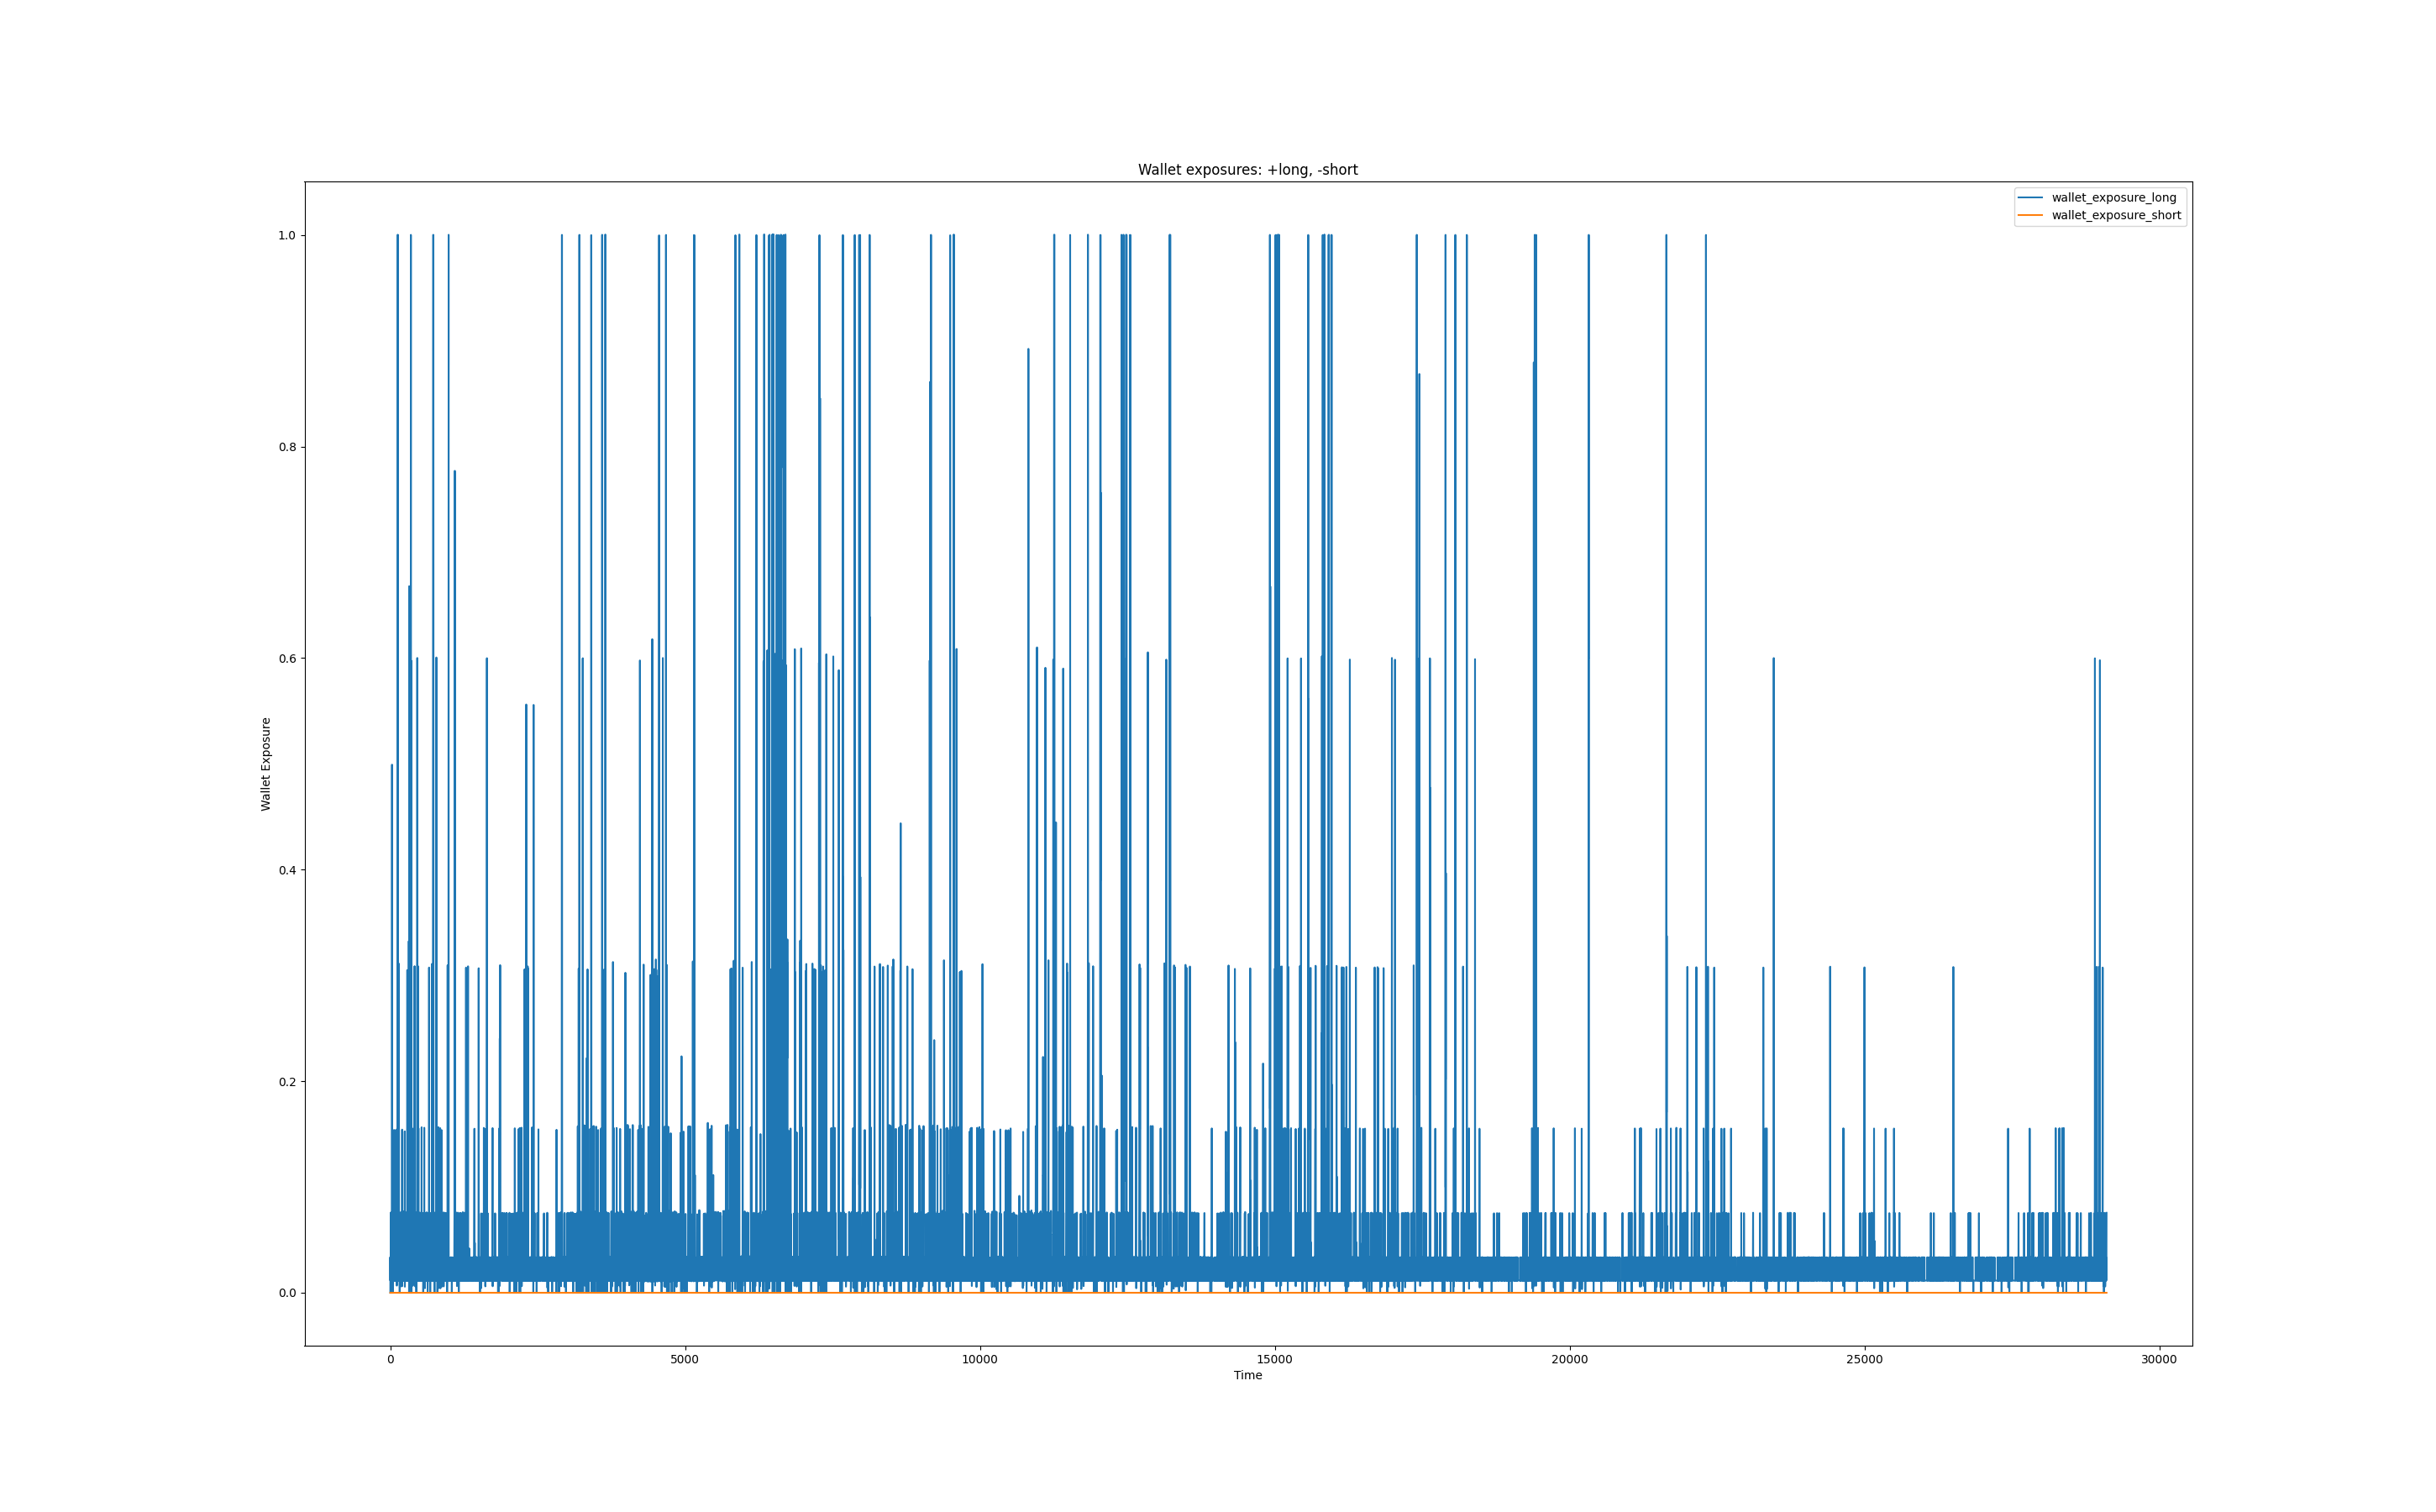 Wallet exposures: +long, -short
wallet_exposure_long
wallet_exposure_short
1.0
0.8
0.6
0.4
0.2
0.0
Wallet Exposure
0 5000 10000 15000 20000 25000 30000
Time